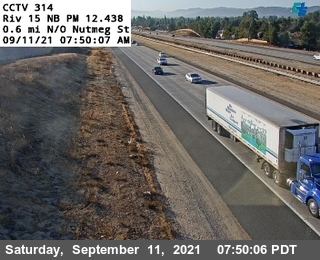 CCTV 314
Riv 15 NB PM 12.438
0.6 mi N/O Nutmeg St
09/11/21 07:50:07 AM
Saturday, September 11, 2021 07:50:06 PDT